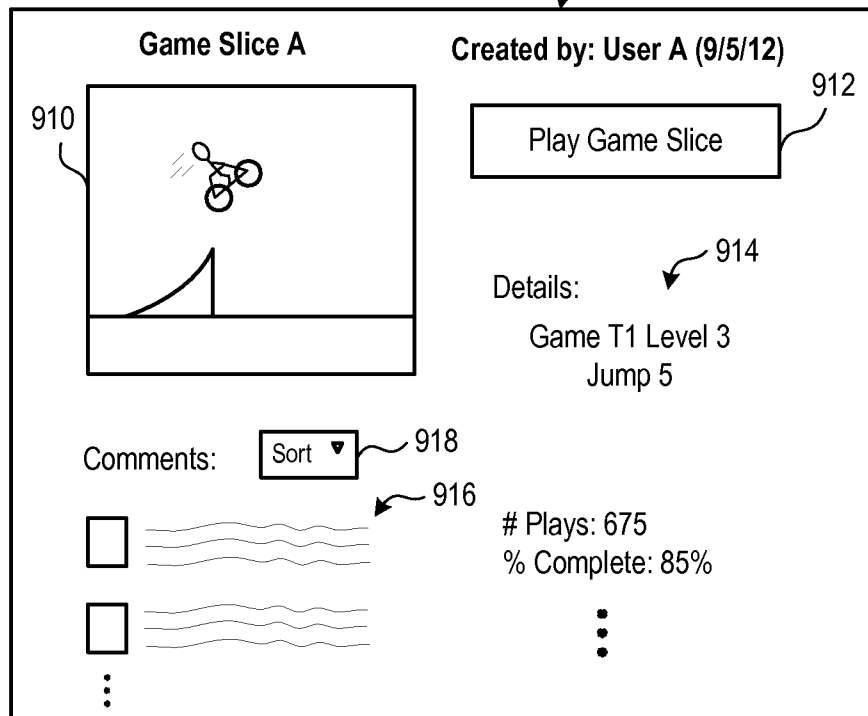 Game Slice A
Created by: User A (9/5/12)
910
912
Play Game Slice
914
Details:
Game T1 Level 3
Jump 5
Comments:
Sort
918
916
# Plays: 675
% Complete: 85%